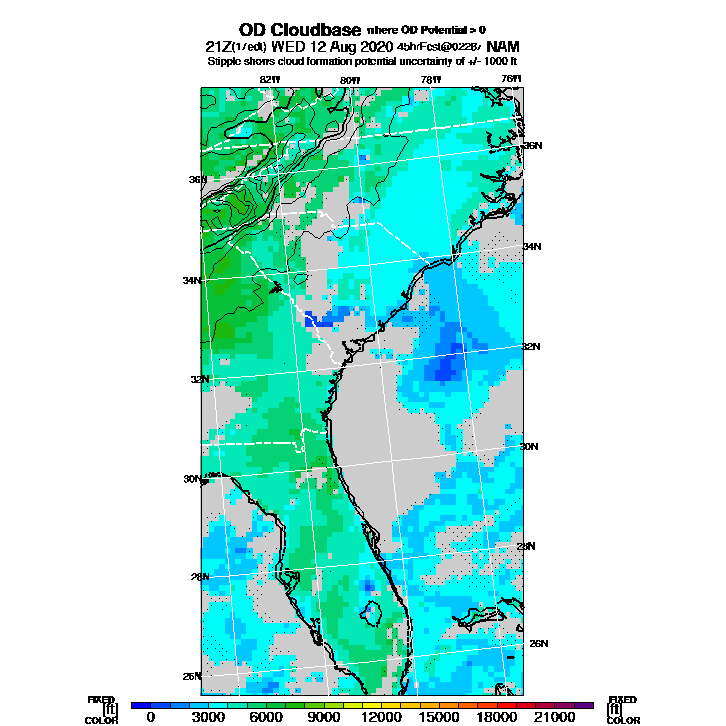 OD Cloudbase where OD Potential > 0
21Z(17edt) WED 12 Aug 2020 45hrFcst@0228z NAM
Stipple shows cloud formation potential uncertainty of +/- 1000 ft
82W 80W 78W 76W
36N
36N
34N
34N
32N
32N
30N
30N
28N
28N
26N
26N
FIXED FIXED
[ft] [ft]
COLOR COLOR
0 3000 6000 9000 12000 15000 18000 21000